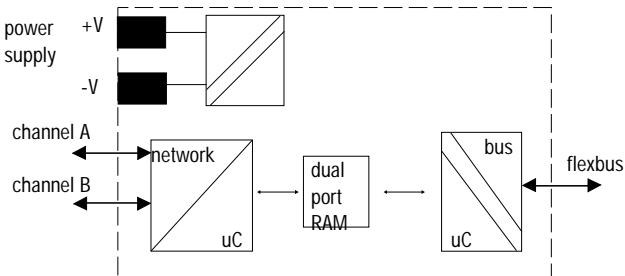 power
supply
+V
-V
channel A
channel B
network
uC
dual
port
RAM
bus
uC
flexbus